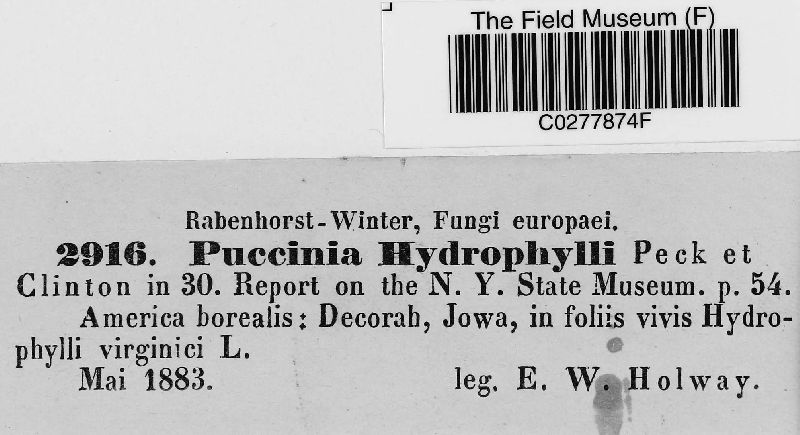 The Field Museum (F)
C0277874F
Rabenhorst-Winter, Fungi europaei.
2916. Puccinia Hydrophylli Peck et
Clinton in 30. Report on the N. Y. State Museum. p. 54.
America borealis: Decorah, Jowa, in foliis vivis Hydro-
phylli virginici L.
Mai 1883. leg. E. W. Holway.